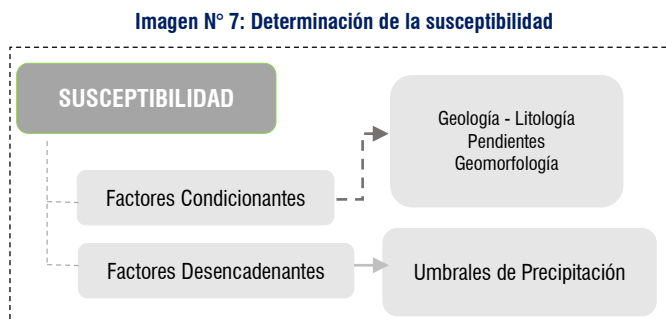 Imagen N° 7: Determinación de la susceptibilidad
SUSCEPTIBILIDAD
Geología - Litología
Pendientes
Geomorfología
Factores Condicionantes
Factores Desencadenantes
Umbrales de Precipitación